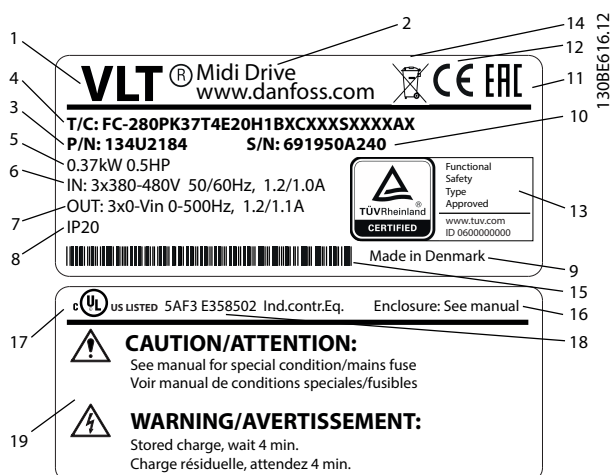 1
2
14
12
11
130BE616.12
VLT ® Midi Drive
www.danfoss.com
CE EAC
4
T/C: FC-280PK37T4E20H1BXCXXXSXXXXAX
3
P/N: 134U2184 S/N: 691950A240
10
5
0.37kW 0.5HP
6
IN: 3x380-480V 50/60Hz, 1.2/1.0A
7
OUT: 3x0-Vin 0-500Hz, 1.2/1.1A
8
IP20
TÜVRheinland ®
CERTIFIED
Functional
Safety
Type
Approved
www.tuv.com
ID 0600000000
13
Made in Denmark
9
15
c UL US LISTED 5AF3 E358502 Ind.contr.Eq. Enclosure: See manual
16
17
18
CAUTION/ATTENTION:
See manual for special condition/mains fuse
Voir manual de conditions speciales/fusibles
19
WARNING/AVERTISSEMENT:
Stored charge, wait 4 min.
Charge résiduelle, attendez 4 min.